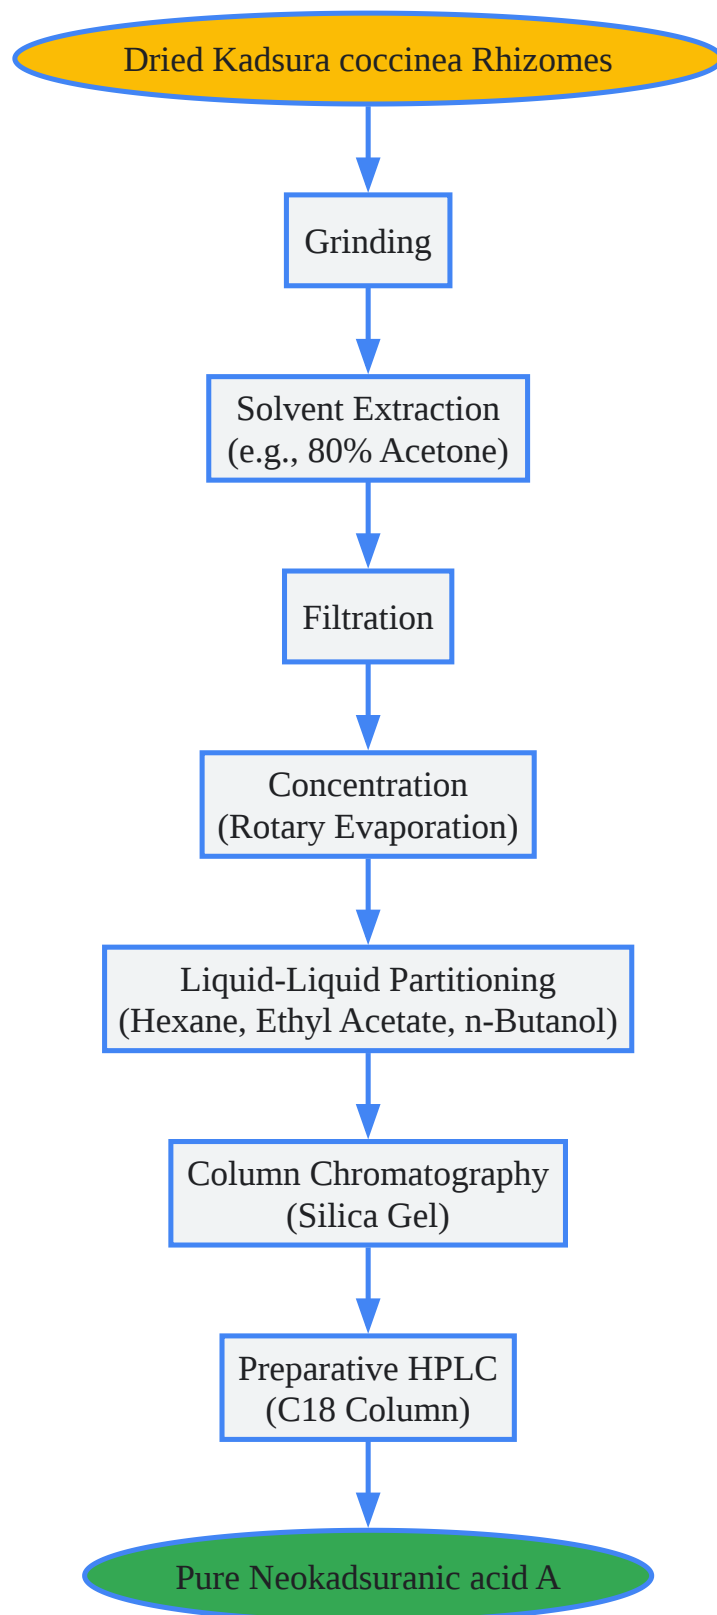 Dried Kadsura coccinea Rhizomes
Grinding
Solvent Extraction
(e.g., 80% Acetone)
Filtration
Concentration
(Rotary Evaporation)
Liquid-Liquid Partitioning
(Hexane, Ethyl Acetate, n-Butanol)
Column Chromatography
(Silica Gel)
Preparative HPLC
(C18 Column)
Pure Neokadsuranic acid A